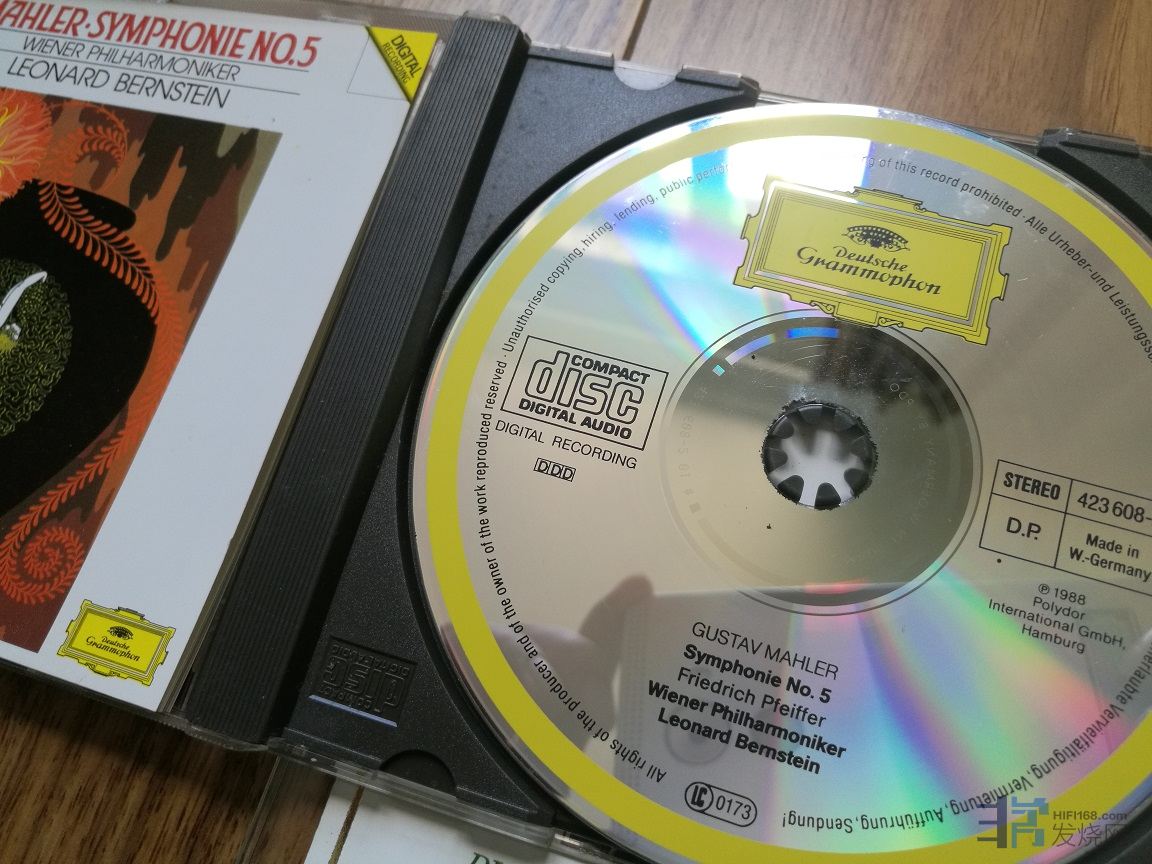 MAHLER·SYMPHONIE NO.5
WIENER PHILHARMONIKER
LEONARD BERNSTEIN
DIGITAL
RECORDING
Deutsche
Grammophon
Deutsche
Grammophon
COMPACT
disc
DIGITAL AUDIO
DIGITAL RECORDING
DDD
STEREO
423 608-
D.P.
Made in
W.-Germany
℗ 1988
Polydor
International GmbH,
Hamburg
GUSTAV MAHLER
Symphonie No. 5
Friedrich Pfeiffer
Wiener Philharmoniker
Leonard Bernstein
LC 0173
All rights of the producer and of the owner of the work reproduced reserved · Unauthorised copying, hiring, lending, public of this record prohibited · Alle Urheber- und Vervielfältigung, Vermietung, Aufführung, Sendung!
HIFI168.com
发烧网